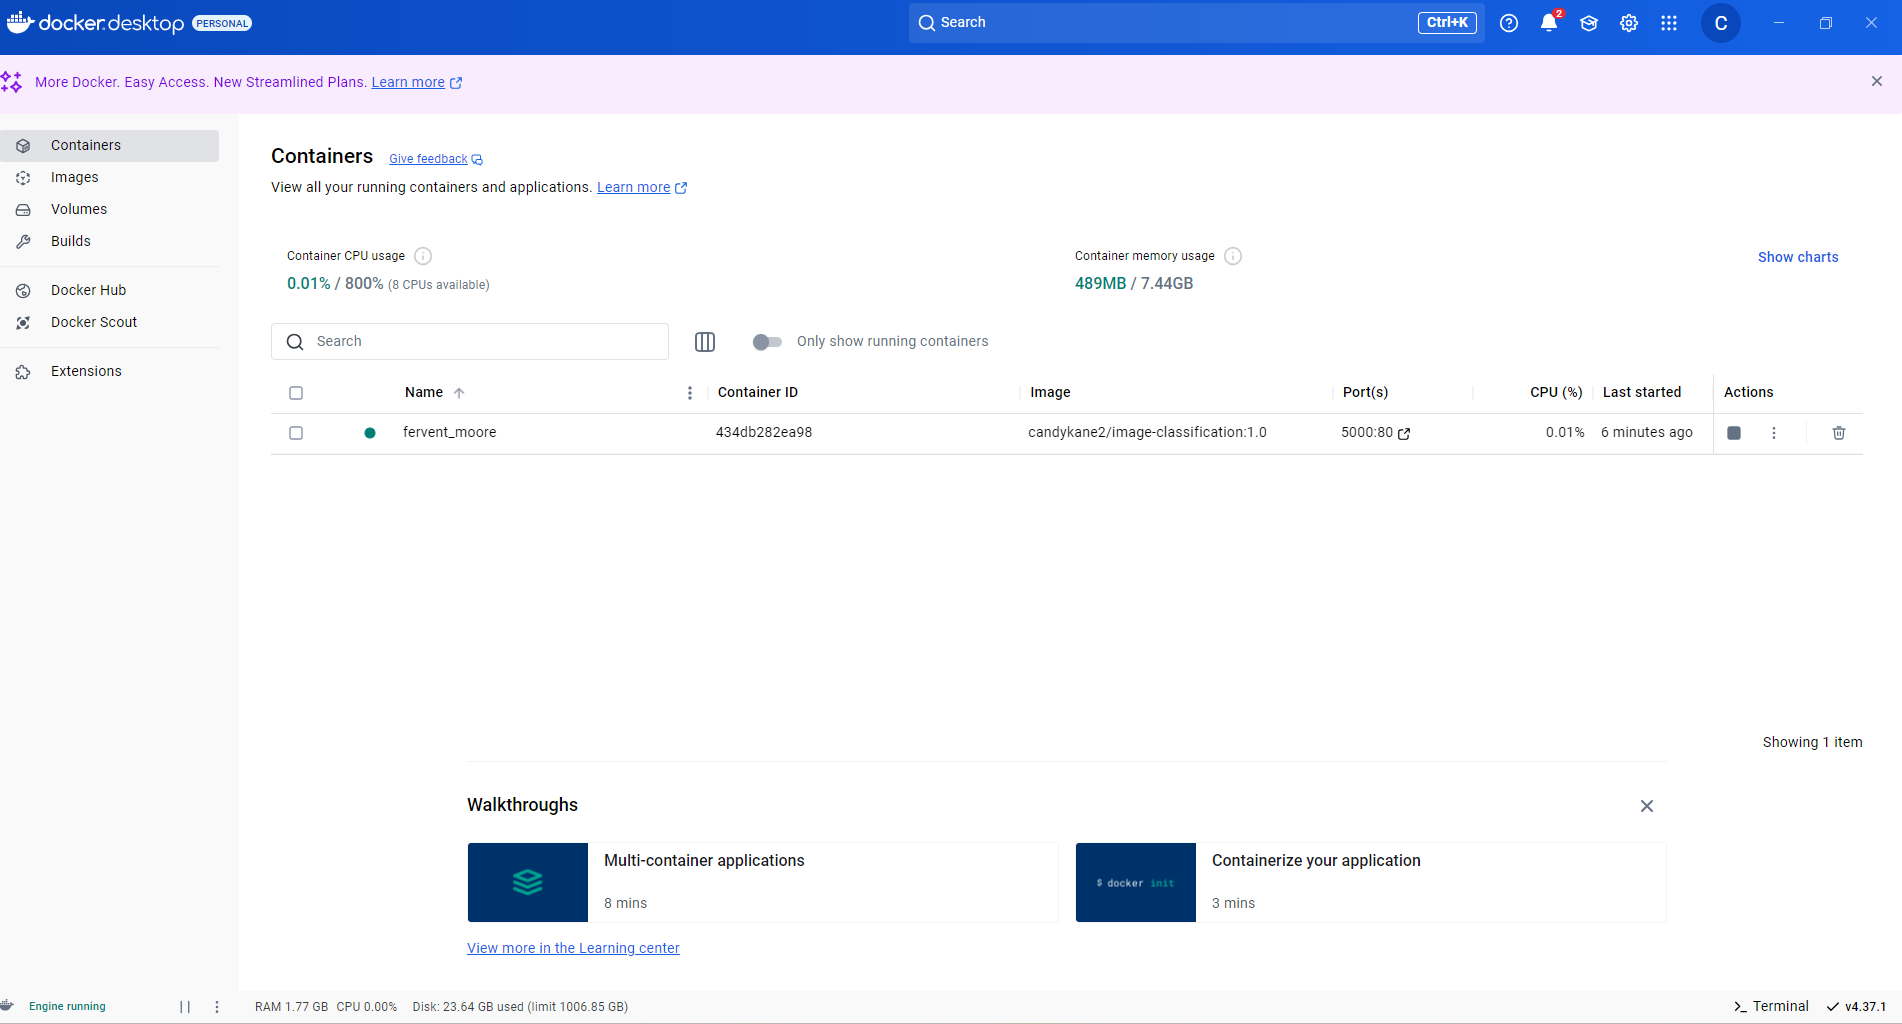 docker.desktop PERSONAL
Search
Ctrl+K
2
C
More Docker. Easy Access. New Streamlined Plans. Learn more
Containers
Images
Volumes
Builds
Docker Hub
Docker Scout
Extensions
Containers Give feedback
View all your running containers and applications. Learn more
Container CPU usage
0.01% / 800% (8 CPUs available)
Container memory usage
489MB / 7.44GB
Show charts
Search
Only show running containers
Name Container ID Image Port(s) CPU (%) Last started Actions
fervent_moore 434db282ea98 candykane2/image-classification:1.0 5000:80 0.01% 6 minutes ago
Showing 1 item
Walkthroughs
Multi-container applications
8 mins
$ docker init
Containerize your application
3 mins
View more in the Learning center
Engine running
RAM 1.77 GB CPU 0.00% Disk: 23.64 GB used (limit 1006.85 GB)
Terminal
v4.37.1